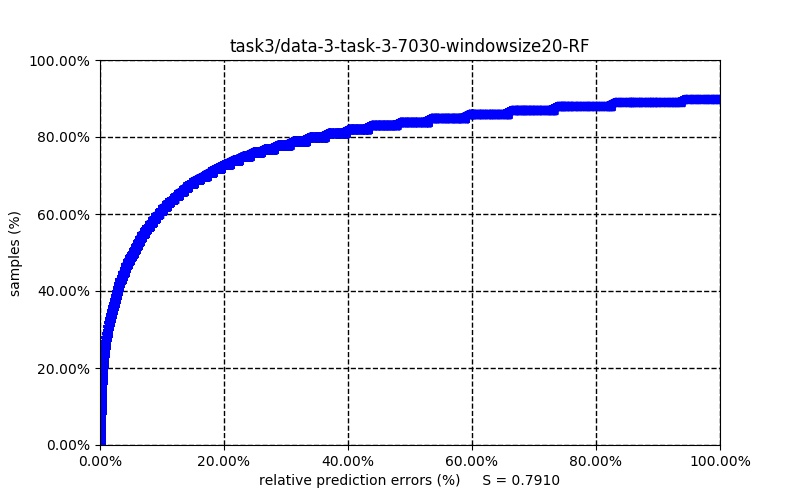 task3/data-3-task-3-7030-windowsize20-RF
100.00%
80.00%
60.00%
40.00%
20.00%
0.00%
samples (%)
0.00% 20.00% 40.00% 60.00% 80.00% 100.00%
relative prediction errors (%) S = 0.7910